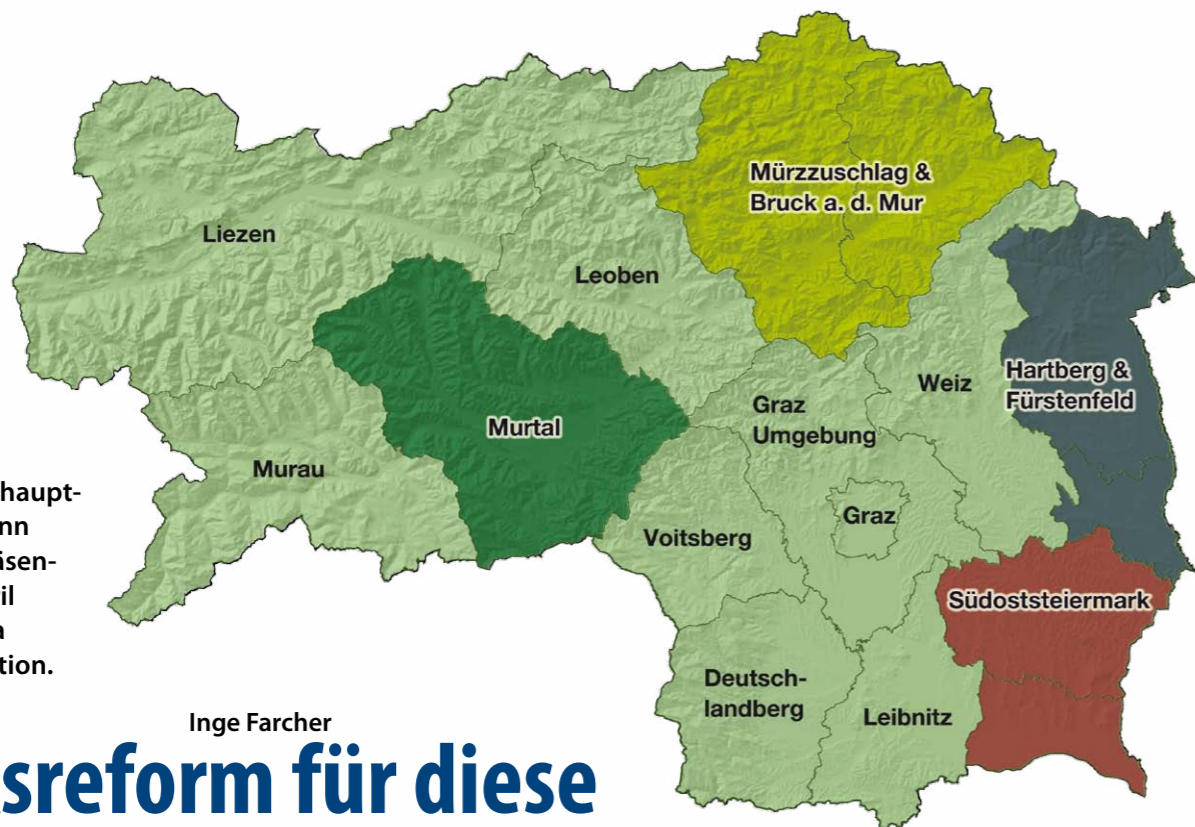 Mürzzuschlag &
Bruck a. d. Mur
Liezen
Leoben
Hartberg &
Fürstenfeld
Weiz
Graz
Umgebung
Murtal
Murau
Graz
Voitsberg
Südoststeiermark
Deutsch-
landberg
Leibnitz
haupt-
nn
äsen-
il
a
tion.
Inge Farcher
sreform für diese